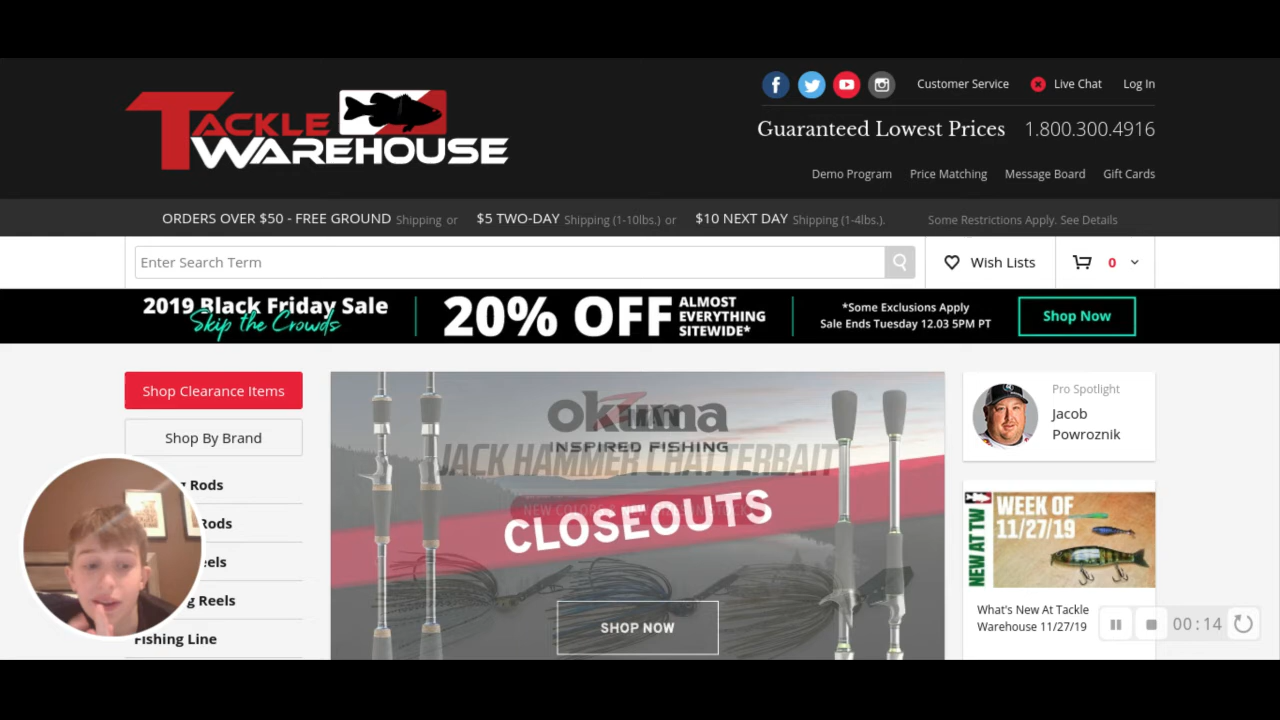 TACKLE
WAREHOUSE
Customer Service
Live Chat
Log In
Guaranteed Lowest Prices 1.800.300.4916
Demo Program Price Matching Message Board Gift Cards
ORDERS OVER $50 - FREE GROUND Shipping or $5 TWO-DAY Shipping (1-10lbs.) or $10 NEXT DAY Shipping (1-4lbs.). Some Restrictions Apply. See Details
Enter Search Term
Wish Lists
0
2019 Black Friday Sale
Skip the Crowds
20% OFF
ALMOST
EVERYTHING
SITEWIDE*
*Some Exclusions Apply
Sale Ends Tuesday 12.03 5PM PT
Shop Now
Shop Clearance Items
Shop By Brand
Rods
Rods
Reels
Fishing Line
okuma
INSPIRED FISHING
JACK HAMMER CHATTERBAIT
CLOSEOUTS
SHOP NOW
Pro Spotlight
Jacob
Powroznik
NEW AT TW
WEEK OF
11/27/19
What's New At Tackle
Warehouse 11/27/19
00:14